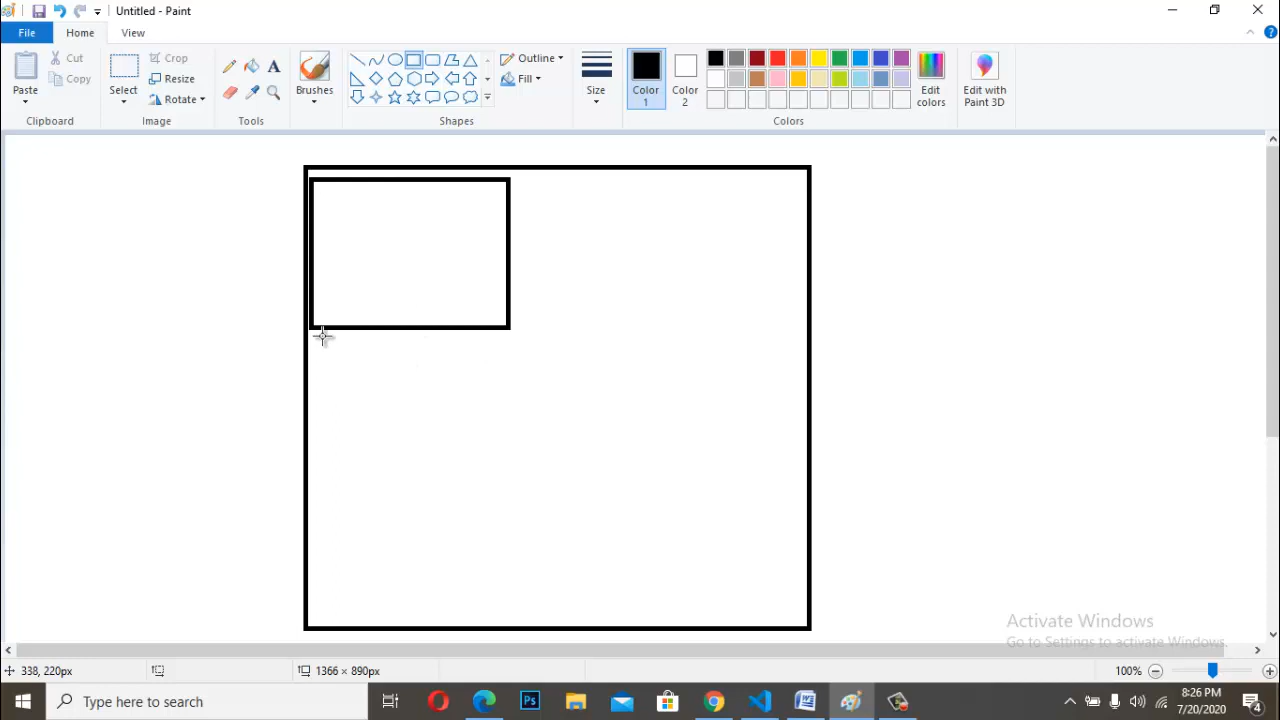 Untitled - Paint
File
Home
View
Paste
Cut
Copy
Clipboard
Select
Crop
Resize
Rotate
Image
A
Tools
Brushes
Shapes
Outline
Fill
Size
Color
1
Color
2
Edit
colors
Colors
Edit with
Paint 3D
Activate Windows
Go to Settings to activate Windows.
338, 220px
1366 × 890px
100%
Type here to search
Ps
W
8:26 PM
7/20/2020
4